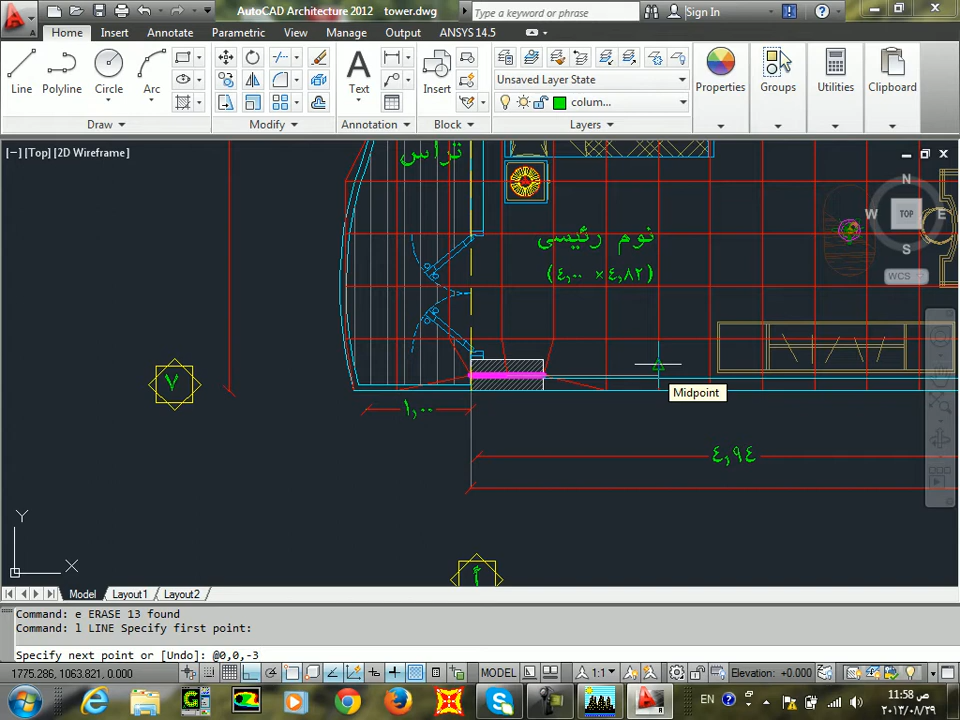 AutoCAD Architecture 2012 tower.dwg
Type a keyword or phrase
Sign In
Home Insert Annotate Parametric View Manage Output ANSYS 14.5
Line Polyline Circle Arc
Text
Insert
Unsaved Layer State
colum...
Properties Groups Utilities Clipboard
Draw Modify Annotation Block Layers
[−] [Top] [2D Wireframe]
تراس
نوم رئيسى
(٤,٠٠ × ٤,٨٢)
N
W TOP E
S
WCS
٧
Midpoint
١,٠٠
٤,٩٤
أ
Y
X
Model Layout1 Layout2
Command: e ERASE 13 found
Command: l LINE Specify first point:
Specify next point or [Undo]: @0,0,-3
1775.286, 1063.821, 0.000
MODEL
1:1
Elevation: +0.000
EN
11:58 ص
٢٠١٣/٠٨/٢٩